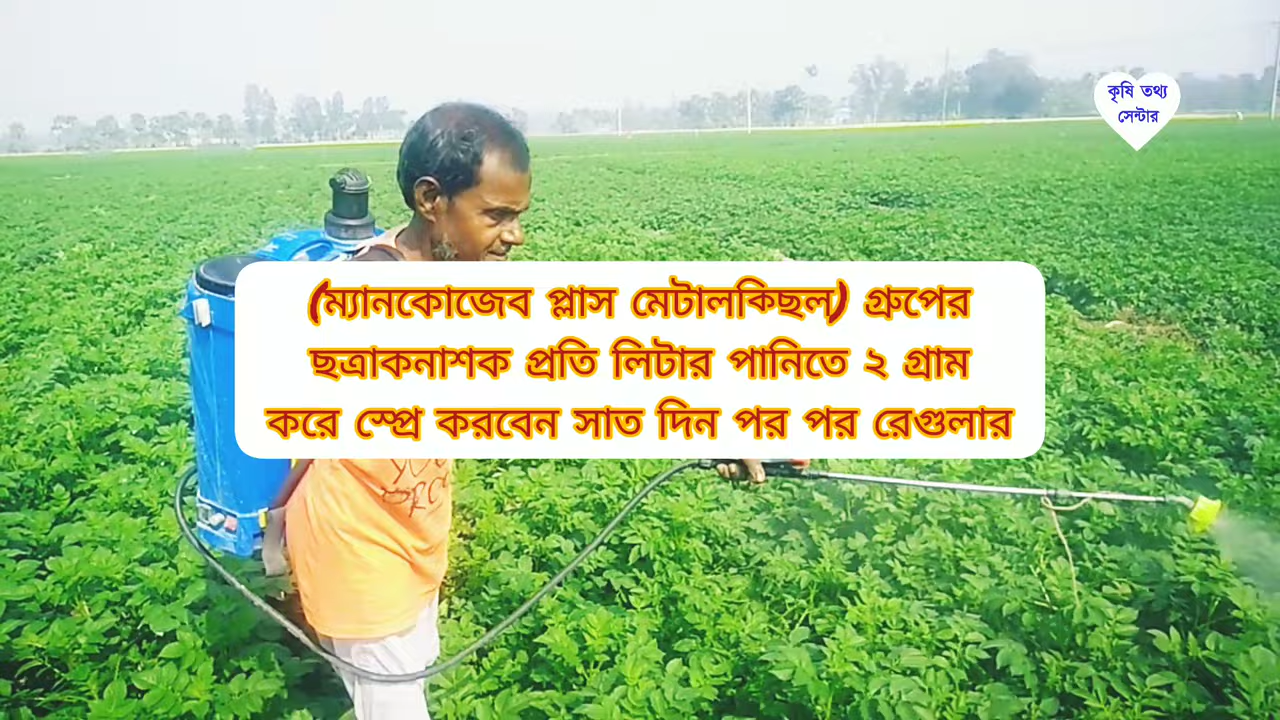 কৃষি তথ্য
সেন্টার
(ম্যানকোজেব প্লাস মেটালকিছল) গ্রুপের
ছত্রাকনাশক প্রতি লিটার পানিতে ২ গ্রাম
করে স্প্রে করবেন সাত দিন পর পর রেগুলার